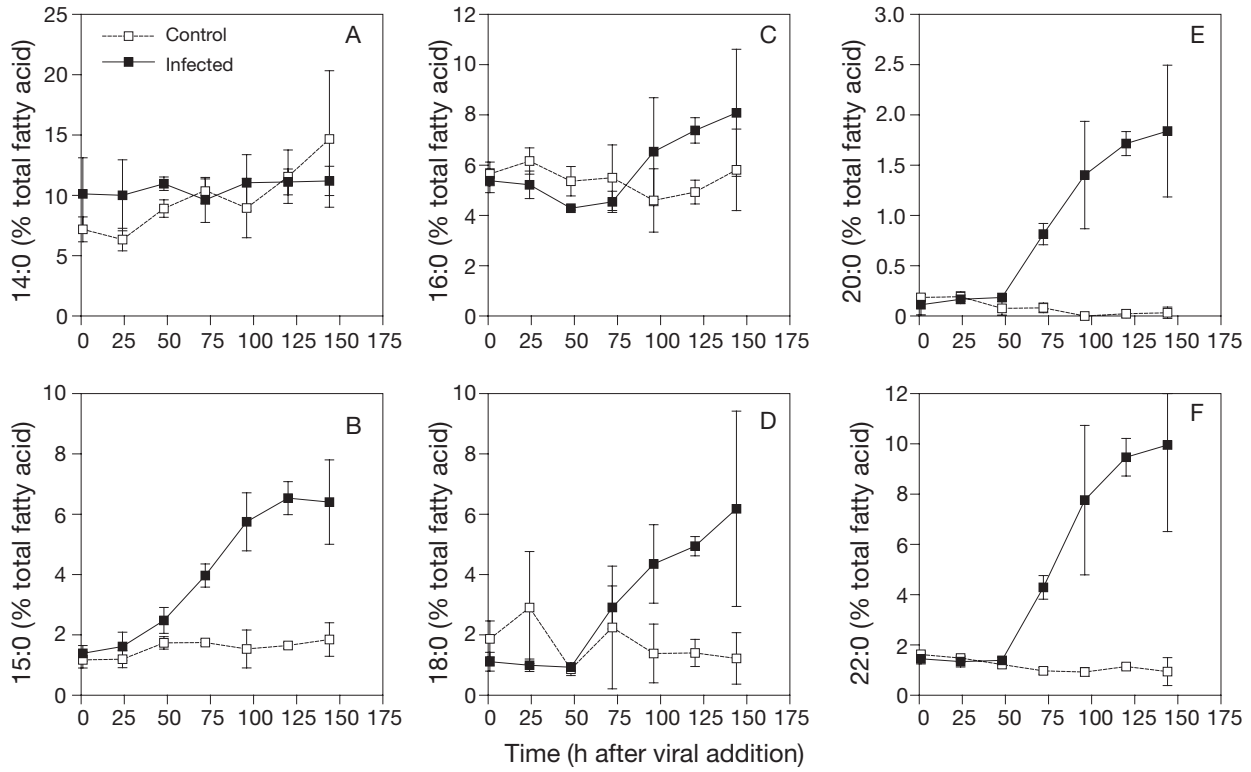 A
Control
Infected
14:0 (% total fatty acid)
25
20
15
10
5
0
0 25 50 75 100 125 150 175
C
16:0 (% total fatty acid)
12
10
8
6
4
2
0
0 25 50 75 100 125 150 175
E
20:0 (% total fatty acid)
3.0
2.5
2.0
1.5
1.0
0.5
0
0 25 50 75 100 125 150 175
B
15:0 (% total fatty acid)
10
8
6
4
2
0
0 25 50 75 100 125 150 175
D
18:0 (% total fatty acid)
10
8
6
4
2
0
0 25 50 75 100 125 150 175
F
22:0 (% total fatty acid)
12
10
8
6
4
2
0
0 25 50 75 100 125 150 175
Time (h after viral addition)